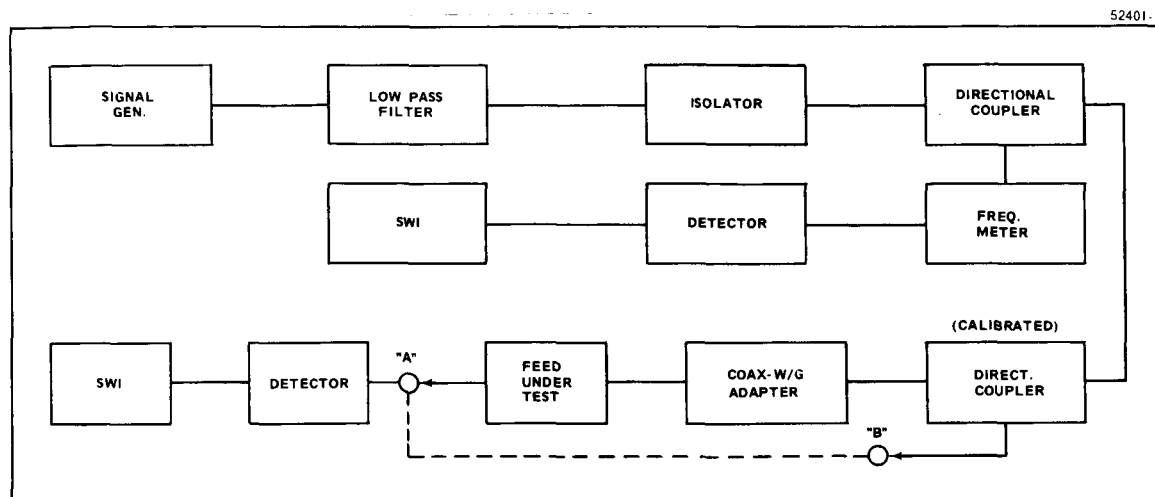 52401-
SIGNAL
GEN.
LOW PASS
FILTER
ISOLATOR
DIRECTIONAL
COUPLER
SWI
DETECTOR
FREQ.
METER
(CALIBRATED)
SWI
DETECTOR
"A"
FEED
UNDER
TEST
COAX-W/G
ADAPTER
DIRECT.
COUPLER
"B"